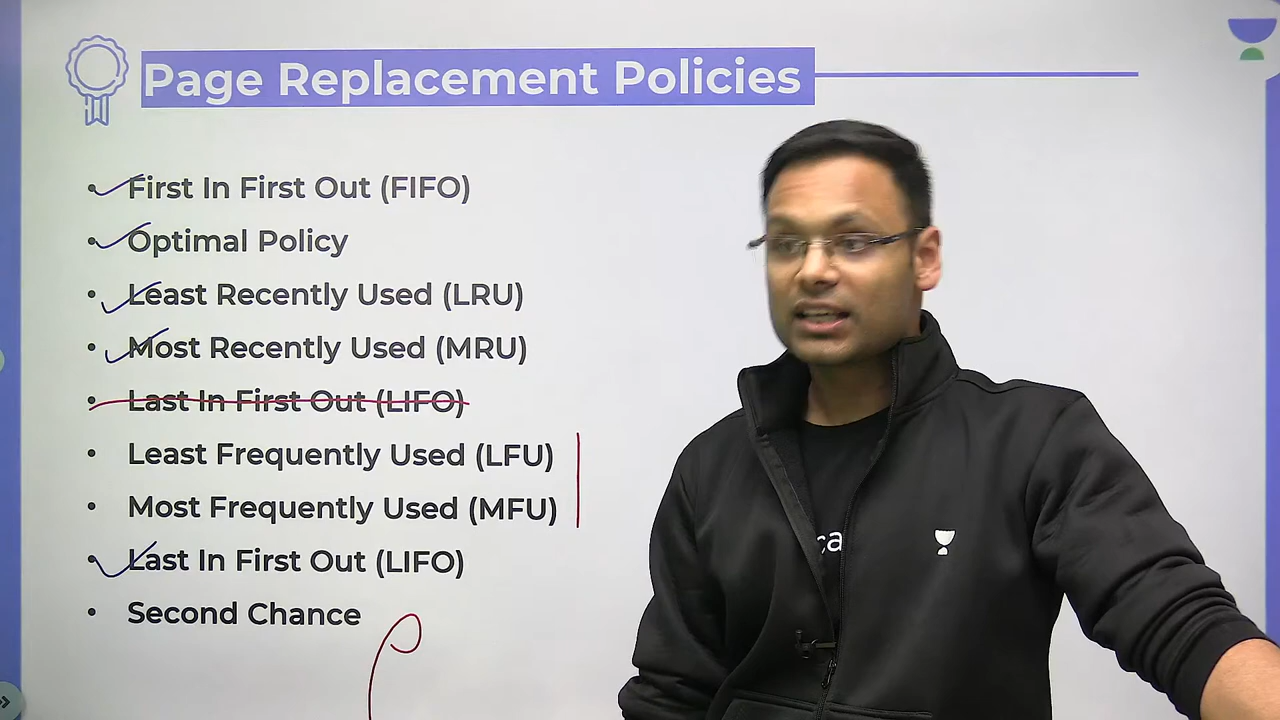 Page Replacement Policies
• First In First Out (FIFO)
• Optimal Policy
• Least Recently Used (LRU)
• Most Recently Used (MRU)
• Last In First Out (LIFO)
• Least Frequently Used (LFU)
• Most Frequently Used (MFU)
• Last In First Out (LIFO)
• Second Chance
ca